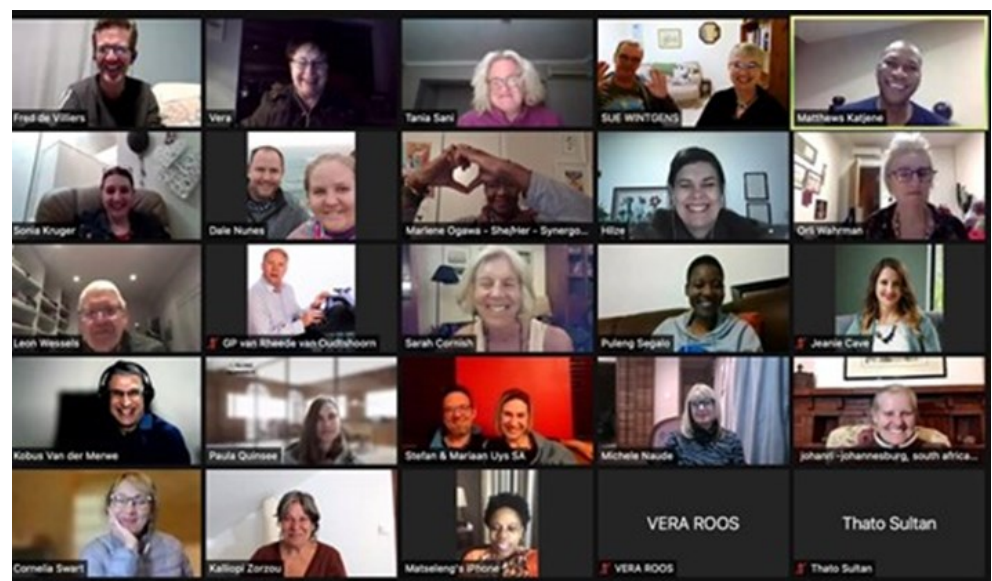 Fred de Villiers
Vera
Tania Sani
SUE WINTGENS
Matthews Katjene
Sonia Kruger
Dale Nunes
Marlene Ogawa - She/Her - Synergo...
Hilze
Orli Wahrman
Leon Wessels
GP van Rheede van Oudtshoorn
Sarah Cornish
Puleng Segalo
Jeanie Cave
Kobus Van der Merwe
Paula Quinsee
Stefan & Mariaan Uys SA
Michele Naude
johann -johannesburg, south africa...
Cornelia Swart
Kalliopi Zorzou
Matseleng's iPhone
VERA ROOS
VERA ROOS
Thato Sultan
Thato Sultan